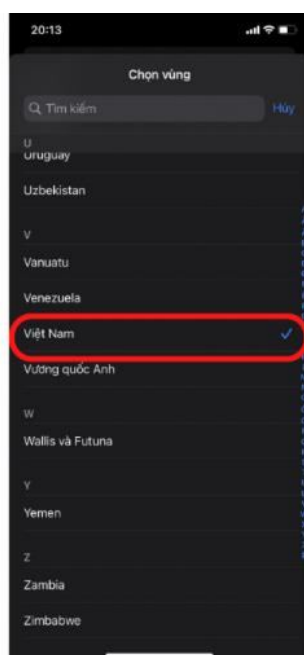 20:13
Chọn vùng
Tìm kiếm
Hủy
U
Uruguay
Uzbekistan
V
Vanuatu
Venezuela
Việt Nam
Vương quốc Anh
W
Wallis và Futuna
Y
Yemen
Z
Zambia
Zimbabwe